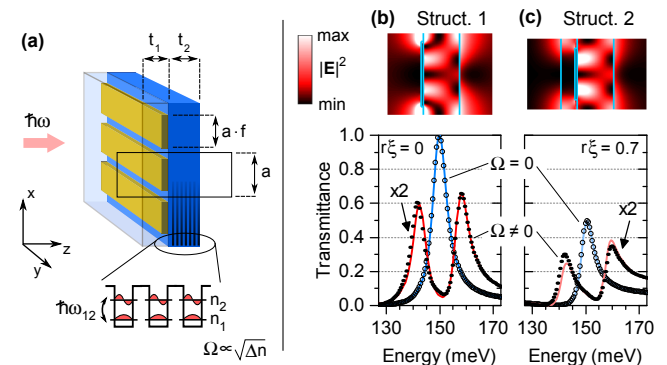 (a)
t₁ t₂
ħω
a·f
a
x
z
y
ħω₁₂
n₂
n₁
Ω∝√Δn
max
|E|²
min
(b) Struct. 1
(c) Struct. 2
Transmittance
1.0
0.8
0.6
0.4
0.2
0.0
rξ = 0
x2
Ω = 0
Ω ≠ 0
130 150 170
Energy (meV)
rξ = 0.7
x2
130 150 170
Energy (meV)